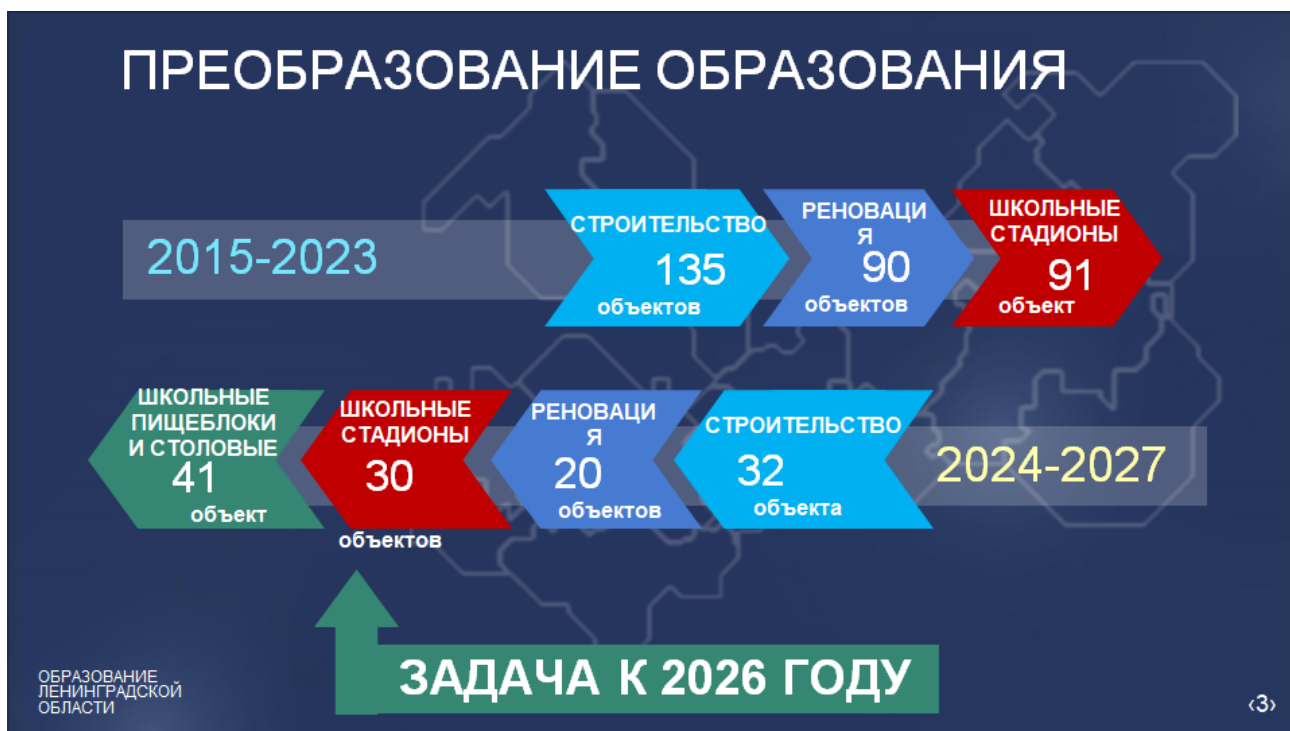 ПРЕОБРАЗОВАНИЕ ОБРАЗОВАНИЯ
2015-2023
СТРОИТЕЛЬСТВО
135
объектов
РЕНОВАЦИ
Я
90
объектов
ШКОЛЬНЫЕ
СТАДИОНЫ
91
объект
ШКОЛЬНЫЕ
ПИЩЕБЛОКИ
И СТОЛОВЫЕ
41
объект
ШКОЛЬНЫЕ
СТАДИОНЫ
30
объектов
РЕНОВАЦИ
Я
20
объектов
СТРОИТЕЛЬСТВО
32
объекта
2024-2027
ЗАДАЧА К 2026 ГОДУ
ОБРАЗОВАНИЕ
ЛЕНИНГРАДСКОЙ
ОБЛАСТИ
‹3›